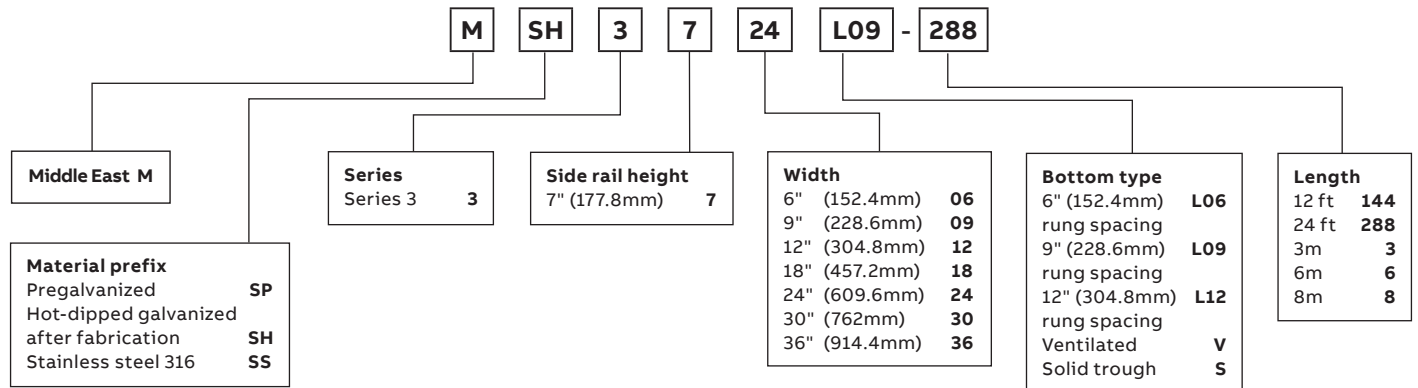 M SH 3 7 24 L09 - 288
Middle East M
Material prefix
Pregalvanized SP
Hot-dipped galvanized
after fabrication SH
Stainless steel 316 SS
Series
Series 3 3
Side rail height
7" (177.8mm) 7
Width
6" (152.4mm) 06
9" (228.6mm) 09
12" (304.8mm) 12
18" (457.2mm) 18
24" (609.6mm) 24
30" (762mm) 30
36" (914.4mm) 36
Bottom type
6" (152.4mm) L06
rung spacing
9" (228.6mm) L09
rung spacing
12" (304.8mm) L12
rung spacing
Ventilated V
Solid trough S
Length
12 ft 144
24 ft 288
3m 3
6m 6
8m 8